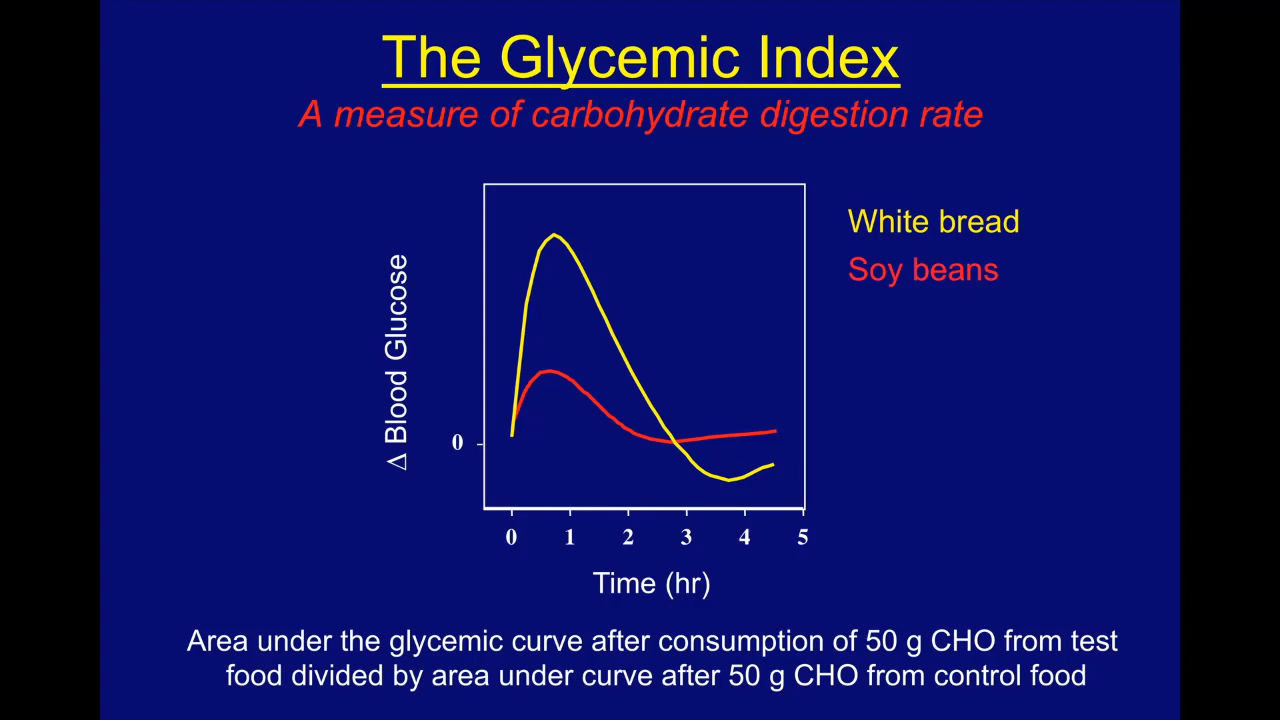 The Glycemic Index
A measure of carbohydrate digestion rate
White bread
Soy beans
Δ Blood Glucose
0
0 1 2 3 4 5
Time (hr)
Area under the glycemic curve after consumption of 50 g CHO from test
food divided by area under curve after 50 g CHO from control food